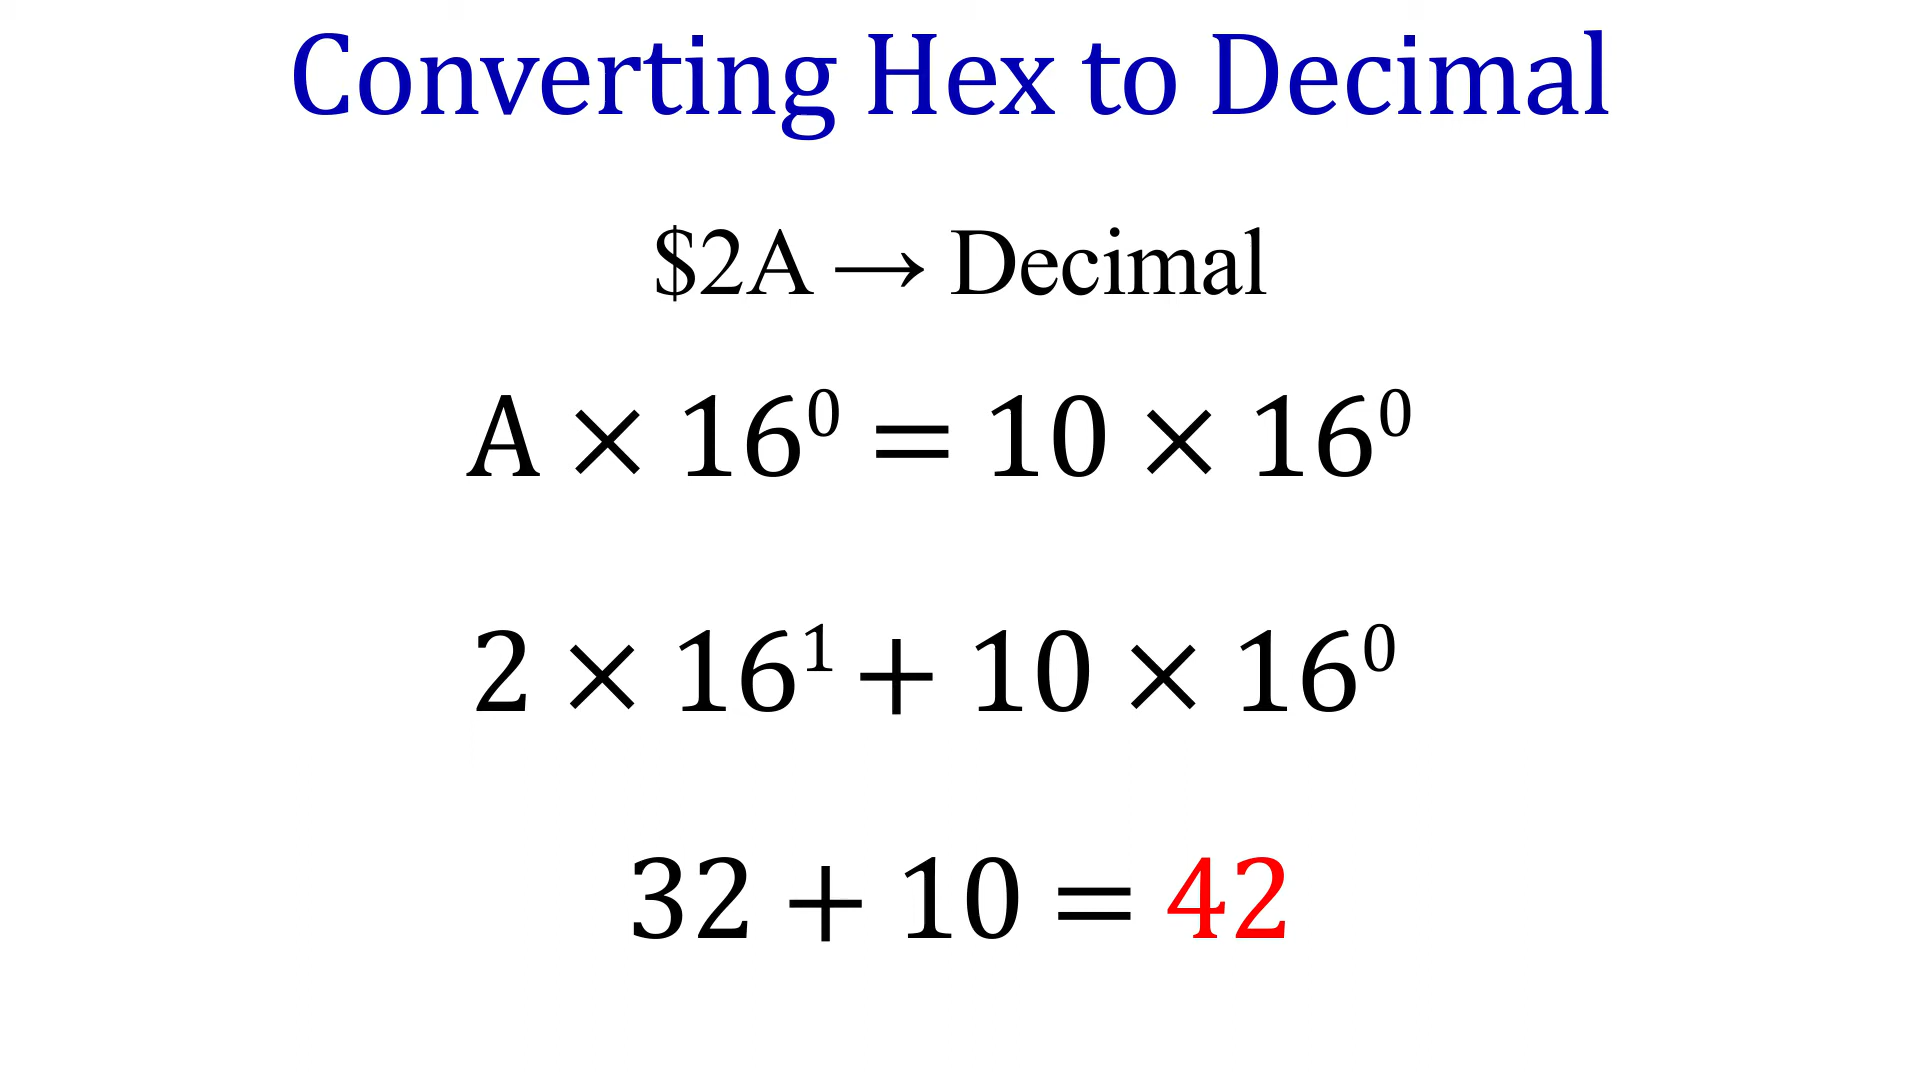 Converting Hex to Decimal
$2A → Decimal
A × 16⁰ = 10 × 16⁰
2 × 16¹ + 10 × 16⁰
32 + 10 = 42